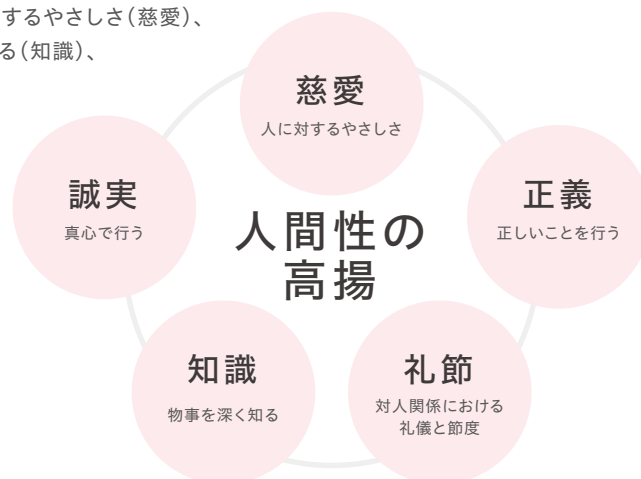 するやさしさ（慈愛）、
る（知識）、
慈愛
人に対するやさしさ
誠実
真心で行う
正義
正しいことを行う
人間性の
高揚
知識
物事を深く知る
礼節
対人関係における
礼儀と節度